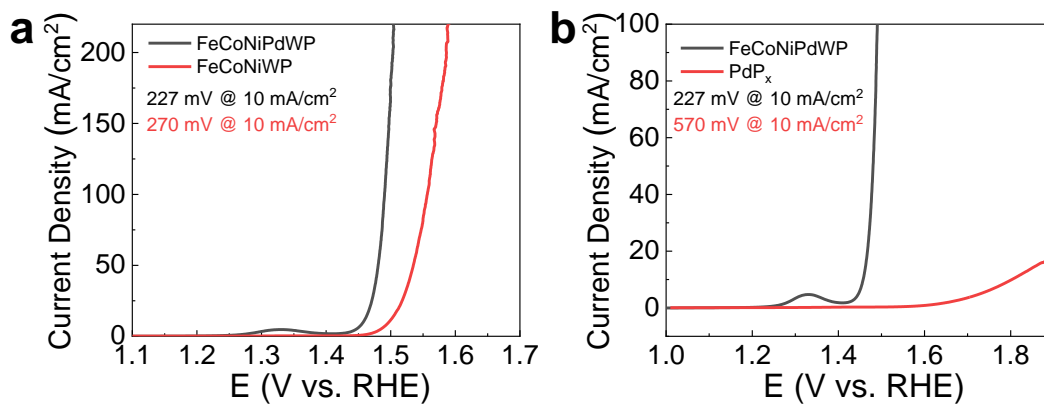 a
FeCoNiPdWP
FeCoNiWP
227 mV @ 10 mA/cm²
270 mV @ 10 mA/cm²
Current Density (mA/cm²)
200
150
100
50
0
1.1 1.2 1.3 1.4 1.5 1.6 1.7
E (V vs. RHE)
b
FeCoNiPdWP
PdPₓ
227 mV @ 10 mA/cm²
570 mV @ 10 mA/cm²
Current Density (mA/cm²)
100
80
60
40
20
0
1.0 1.2 1.4 1.6 1.8
E (V vs. RHE)